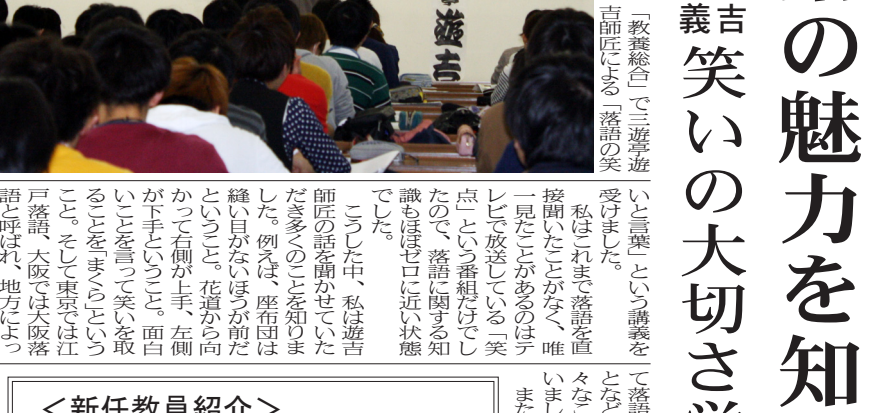 の魅力を知
吉
義
笑いの大切さ
遊吉
「教養総合」で三遊亭遊
吉師匠による「落語の笑
いと言葉」という講義を
受けました。
私はこれまで落語を直
接聞いたことがなく、唯
一見たことがあるのはテ
レビで放送している「笑
点」という番組だけでし
たので、落語に関する知
識もほぼゼロに近い状態
でした。
こうした中、私は遊吉
師匠の話を聞かせていた
だき多くのことを知りま
した。例えば、座布団は
縫い目がないほうが前だ
ということ。花道から向
かって右側が上手、左側
が下手ということ。面白
いことを言って笑いを取
ることを「まくら」という
こと。そして東京では江
戸落語、大阪では大阪落
語と呼ばれ、地方によっ
て落語
となど
々なこ
いまし
また
＜新任教員紹介＞